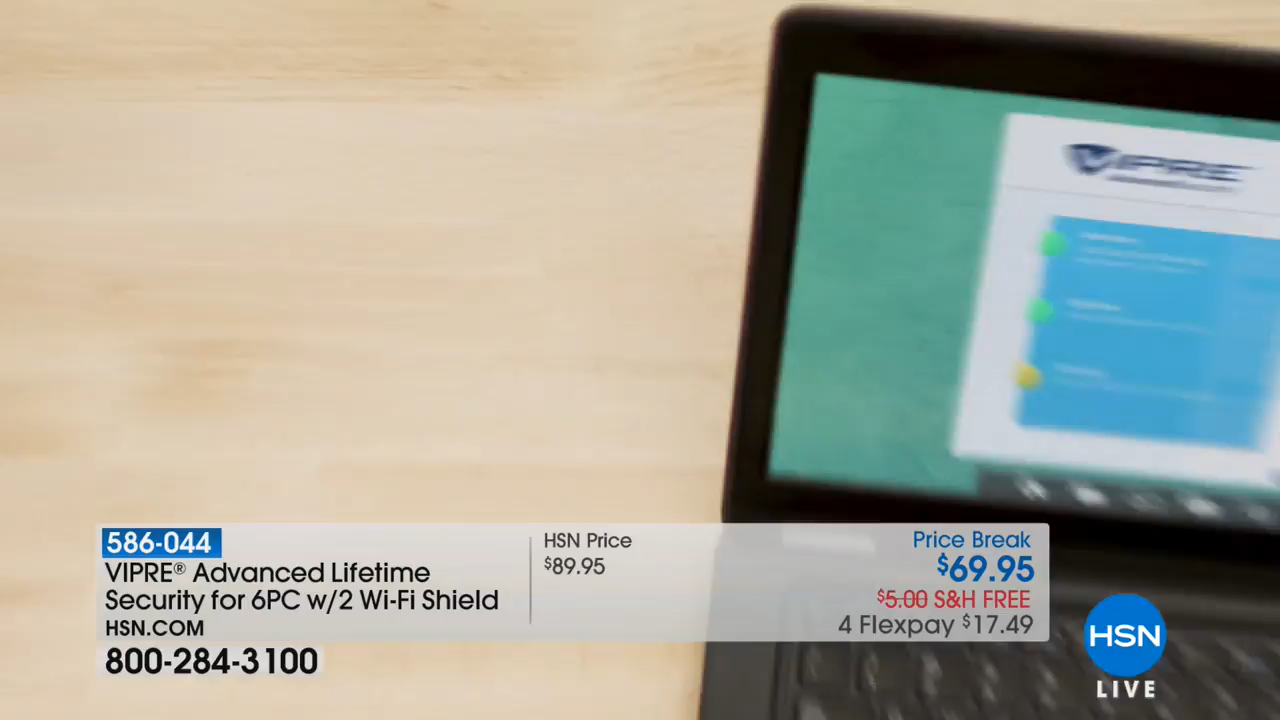 VIPRE
586-044
VIPRE® Advanced Lifetime
Security for 6PC w/2 Wi-Fi Shield
HSN.COM
800-284-3100
HSN Price
$89.95
Price Break
$69.95
$5.00 S&H FREE
4 Flexpay $17.49
HSN
LIVE